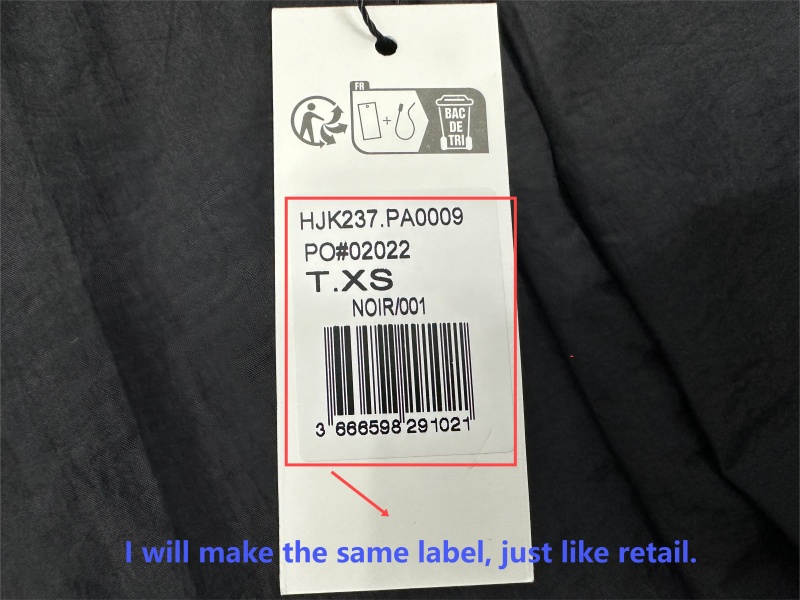 FR
BAC
DE
TRI
HJK237.PA0009
PO#02022
T.XS
NOIR/001
3 666598 291021
I will make the same label, just like retail.